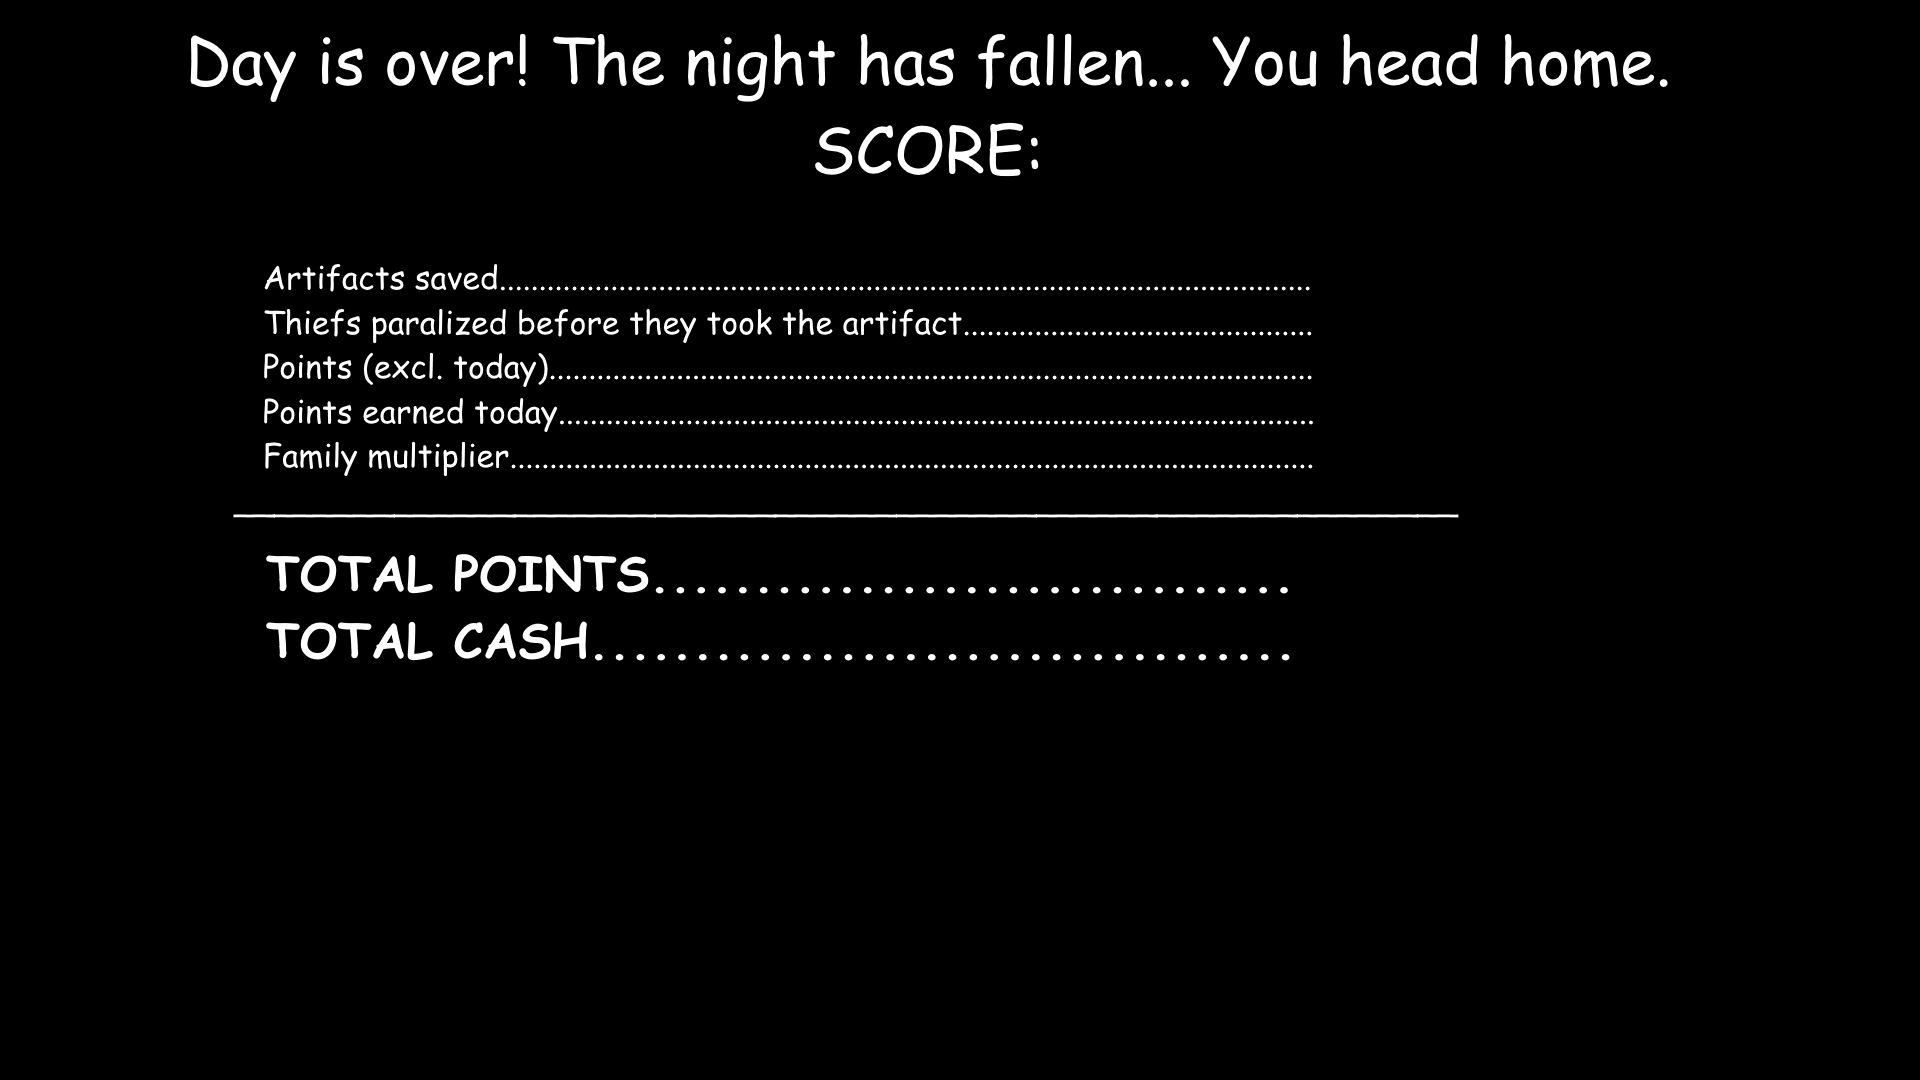 Day is over! The night has fallen... You head home.
SCORE:
Artifacts saved......................................................................................................
Thiefs paralized before they took the artifact............................................
Points (excl. today)................................................................................................
Points earned today...............................................................................................
Family multiplier.....................................................................................................
_____________________________________________________________
TOTAL POINTS...............................
TOTAL CASH..................................